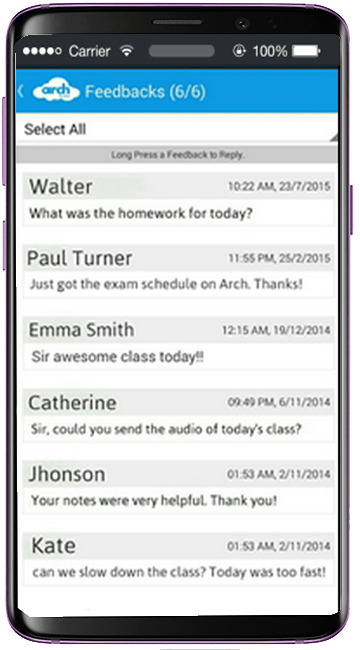 Carrier 100%
arch Feedbacks (6/6)
Select All
Long Press a Feedback to Reply.
Walter 10:22 AM, 23/7/2015
What was the homework for today?
Paul Turner 11:55 PM, 25/2/2015
Just got the exam schedule on Arch. Thanks!
Emma Smith 12:15 AM, 19/12/2014
Sir awesome class today!!
Catherine 09:49 PM, 6/11/2014
Sir, could you send the audio of today's class?
Jhonson 01:53 AM, 2/11/2014
Your notes were very helpful. Thank you!
Kate 01:53 AM, 2/11/2014
can we slow down the class? Today was too fast!